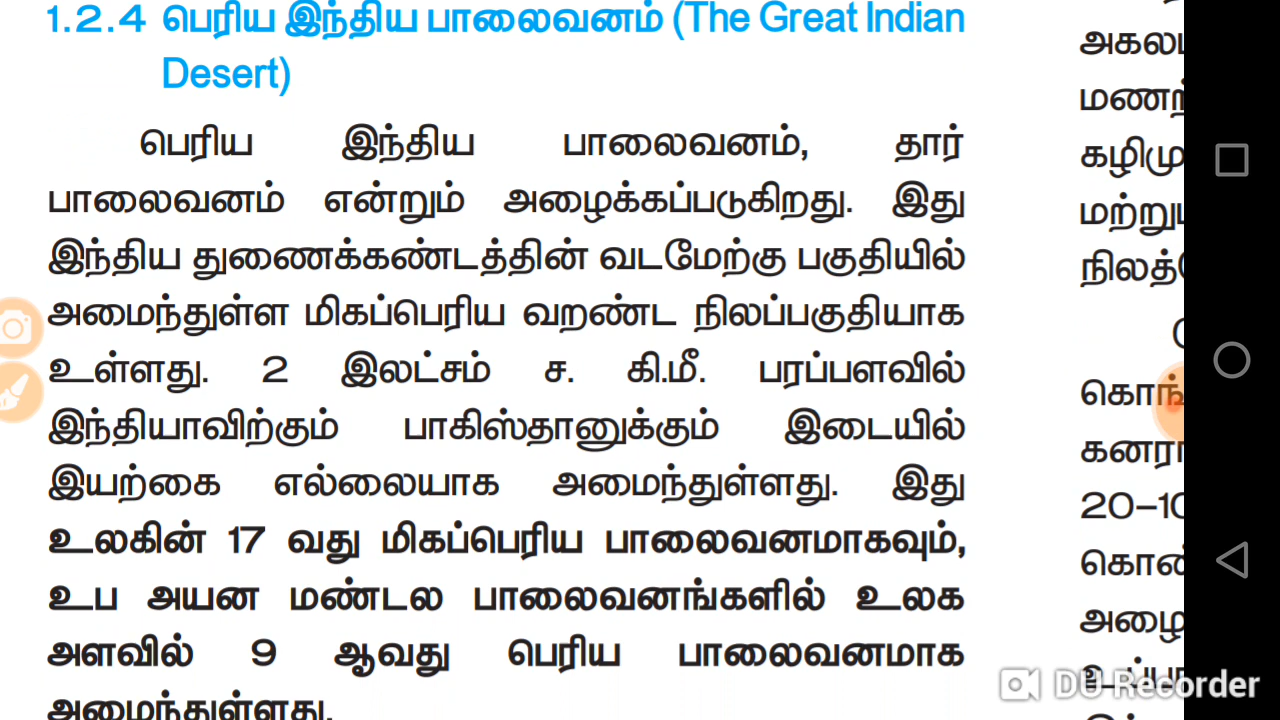 1.2.4 பெரிய இந்திய பாலைவனம் (The Great Indian
Desert)
பெரிய இந்திய பாலைவனம், தார்
பாலைவனம் என்றும் அழைக்கப்படுகிறது. இது
இந்திய துணைக்கண்டத்தின் வடமேற்கு பகுதியில்
அமைந்துள்ள மிகப்பெரிய வறண்ட நிலப்பகுதியாக
உள்ளது. 2 இலட்சம் ச. கி.மீ. பரப்பளவில்
இந்தியாவிற்கும் பாகிஸ்தானுக்கும் இடையில்
இயற்கை எல்லையாக அமைந்துள்ளது. இது
உலகின் 17 வது மிகப்பெரிய பாலைவனமாகவும்,
உப அயன மண்டல பாலைவனங்களில் உலக
அளவில் 9 ஆவது பெரிய பாலைவனமாக
அமைந்துள்ளது.
DU Recorder